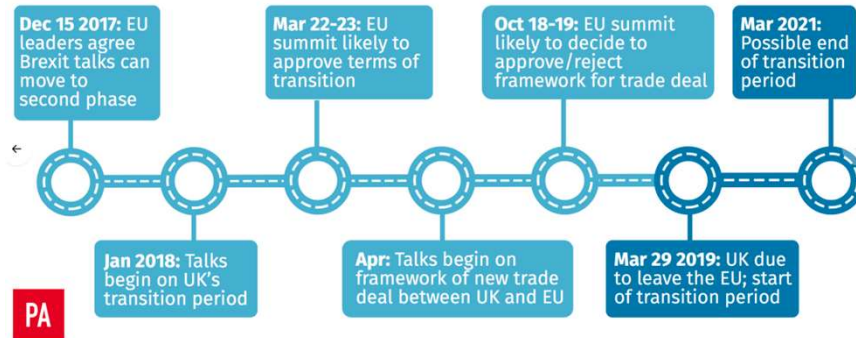 Dec 15 2017: EU
leaders agree
Brexit talks can
move to
second phase
Jan 2018: Talks
begin on UK's
transition period
Mar 22-23: EU
summit likely to
approve terms of
transition
Apr: Talks begin on
framework of new trade
deal between UK and EU
Oct 18-19: EU summit
likely to decide to
approve/reject
framework for trade deal
Mar 29 2019: UK due
to leave the EU; start
of transition period
Mar 2021:
Possible end
of transition
period
PA